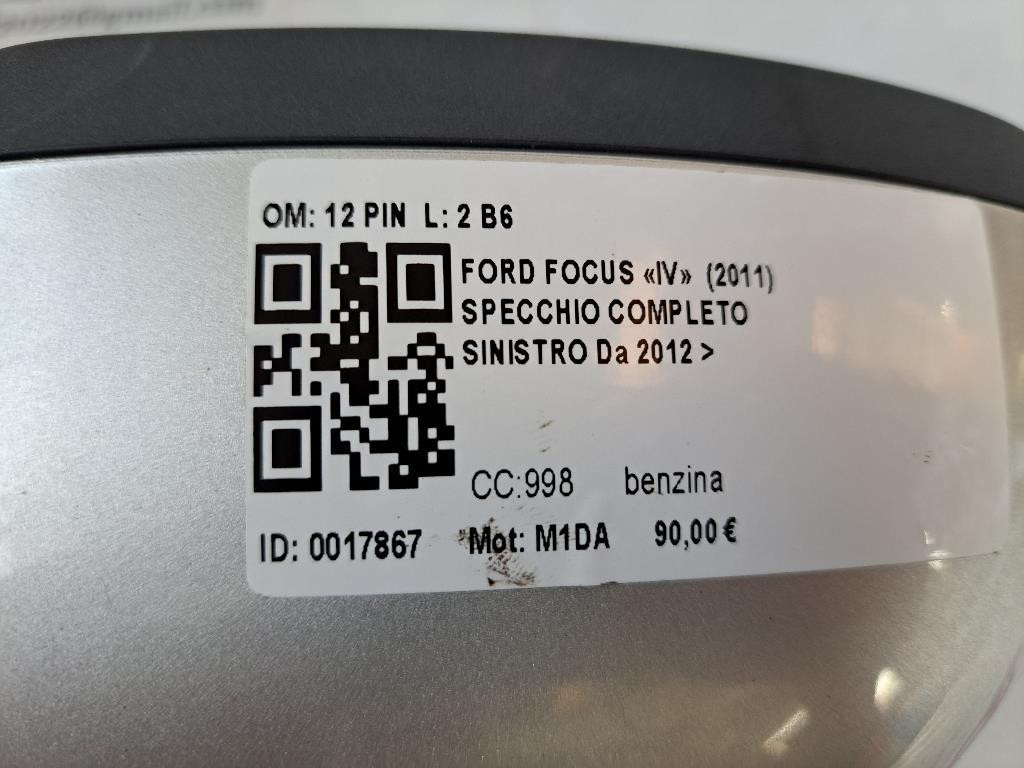 OM: 12 PIN L: 2 B6
FORD FOCUS «IV» (2011)
SPECCHIO COMPLETO
SINISTRO Da 2012 >
CC:998 benzina
ID: 0017867 Mot: M1DA 90,00 €